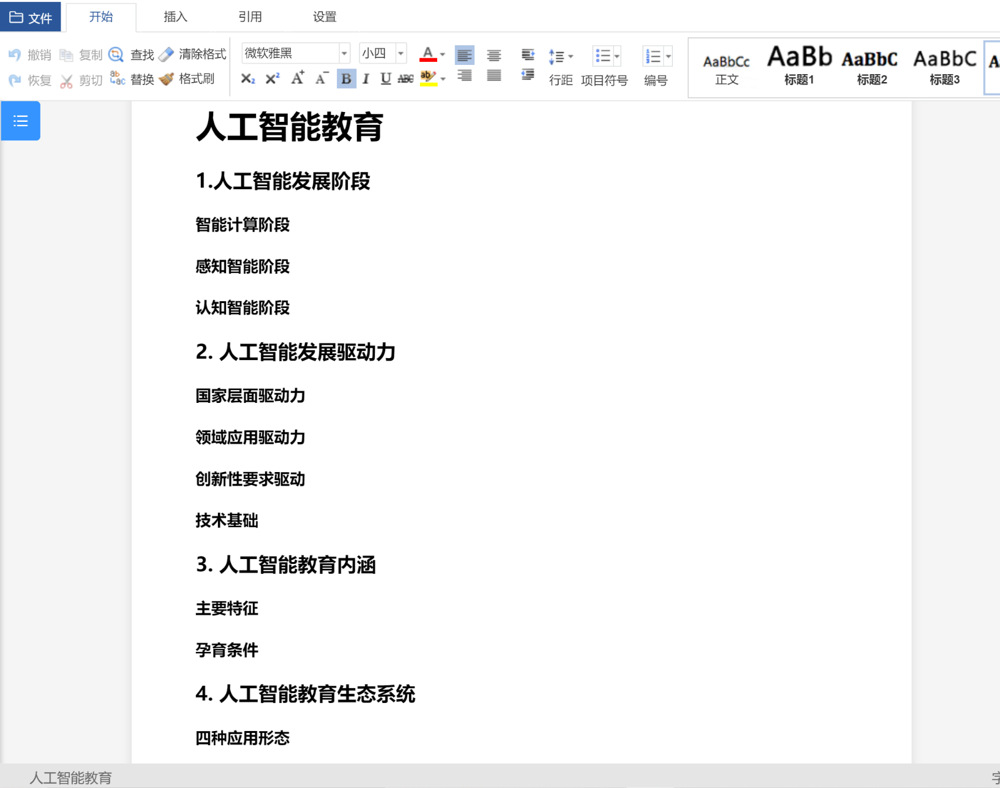 文件 开始 插入 引用 设置
撤销 复制 查找 清除格式 微软雅黑 小四
恢复 剪切 替换 格式刷 行距 项目符号 编号
AaBbCc AaBb AaBbC AaBbC
正文 标题1 标题2 标题3
人工智能教育
1.人工智能发展阶段
智能计算阶段
感知智能阶段
认知智能阶段
2. 人工智能发展驱动力
国家层面驱动力
领域应用驱动力
创新性要求驱动
技术基础
3. 人工智能教育内涵
主要特征
孕育条件
4. 人工智能教育生态系统
四种应用形态
人工智能教育